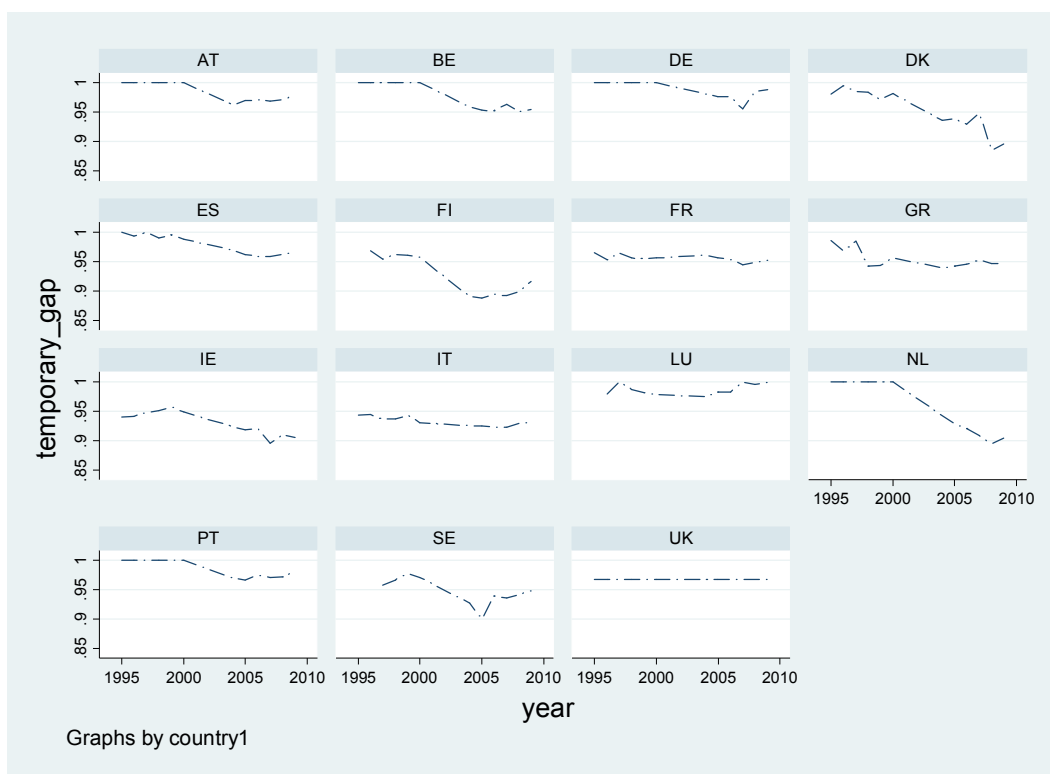 temporary_gap
AT BE DE DK
1
.95
.9
.85
ES FI FR GR
1
.95
.9
.85
IE IT LU NL
1
.95
.9
.85
1995 2000 2005 2010
PT SE UK
1
.95
.9
.85
1995 2000 2005 2010 1995 2000 2005 2010 1995 2000 2005 2010
year
Graphs by country1